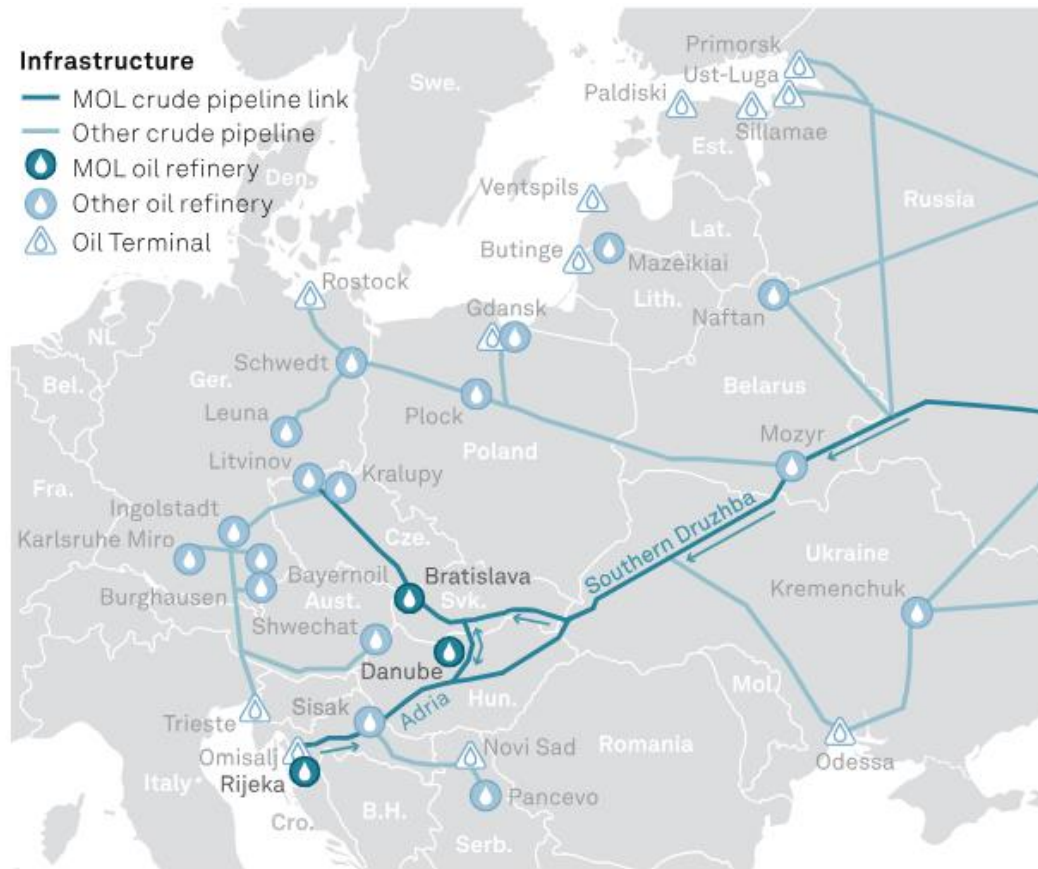 Infrastructure
MOL crude pipeline link
Other crude pipeline
MOL oil refinery
Other oil refinery
Oil Terminal
Primorsk
Ust-Luga
Paldiski
Sillamae
Swe.
Est.
Den.
Ventspils
Russia
Lat.
Butinge
Mazeikiai
Lith.
Rostock
Gdansk
Naftan
NL
Schwedt
Bel.
Ger.
Belarus
Leuna
Plock
Mozyr
Litvinov
Poland
Kralupy
Fra.
Ingolstadt
Southern Druzhba
Karlsruhe Miro
Cze.
Ukraine
Bayernoil
Bratislava
Kremenchuk
Burghausen
Aust.
Svk.
Shwechat
Danube
Mol.
Hun.
Adria
Sisak
Trieste
Omisalj
Novi Sad
Romania
Odessa
Italy*
Rijeka
Pancevo
B.H.
Cro.
Serb.